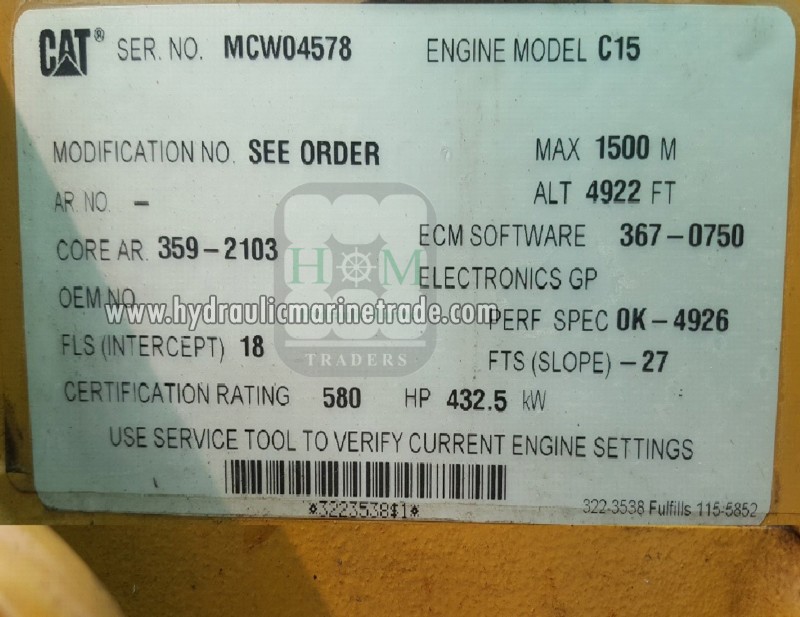 CAT® SER. NO. MCW04578 ENGINE MODEL C15
MODIFICATION NO. SEE ORDER MAX 1500 M
AR. NO. – ALT 4922 FT
CORE AR. 359-2103 ECM SOFTWARE 367-0750
H M
ELECTRONICS GP
OEM NO.
www.hydraulicmarinetrade.com
PERF SPEC 0K-4926
FLS (INTERCEPT) 18 FTS (SLOPE) -27
TRADERS
CERTIFICATION RATING 580 HP 432.5 kW
USE SERVICE TOOL TO VERIFY CURRENT ENGINE SETTINGS
*3223538$1* 322-3538 Fulfills 115-5852